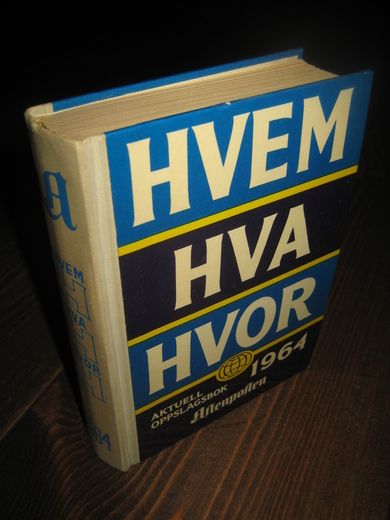 HVEM
HVA
HVOR
AKTUELL
OPPSLAGSBOK
1964
Aftenposten
A
HVEM
HVA
HVOR